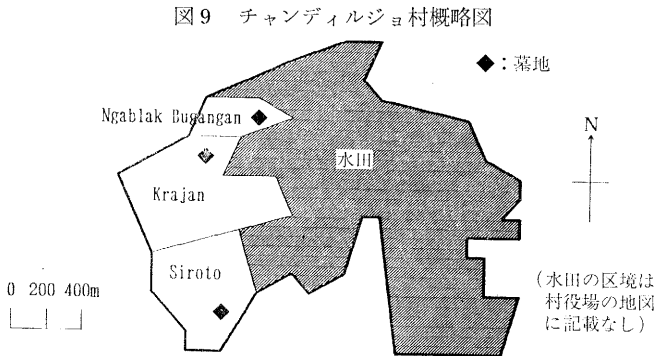 図9 チャンディルジョ村概略図
◆：墓地
Ngablak Bugangan
N
水田
Krajan
Siroto
0 200 400m
（水田の区境は
村役場の地図
に記載なし）